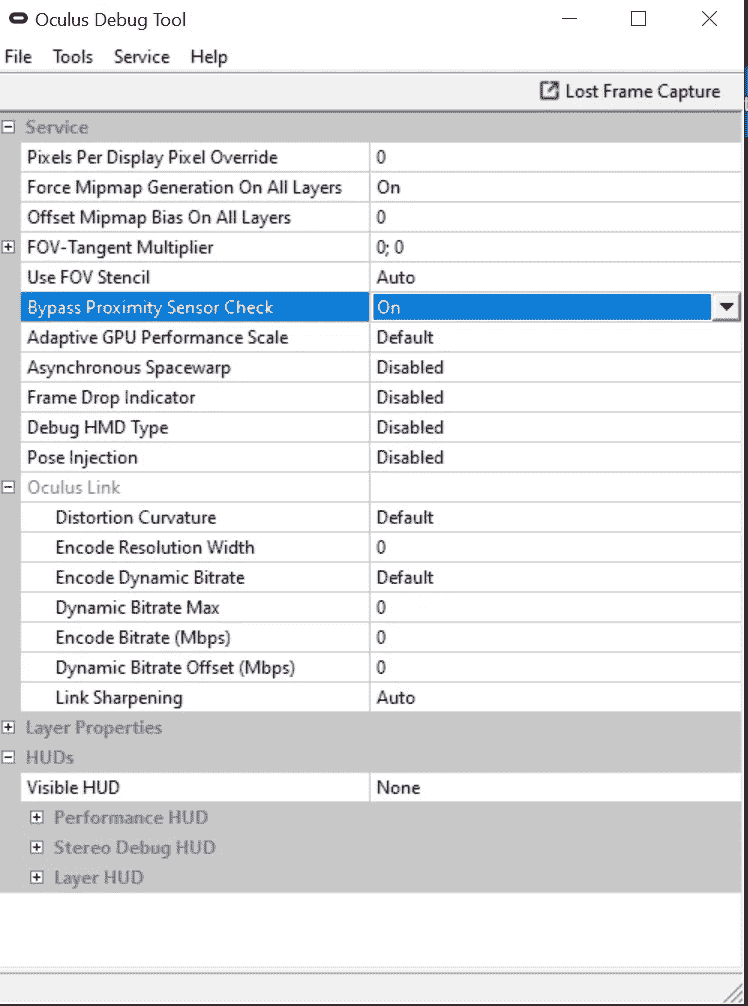 Oculus Debug Tool
File Tools Service Help
Lost Frame Capture
Service
Pixels Per Display Pixel Override 0
Force Mipmap Generation On All Layers On
Offset Mipmap Bias On All Layers 0
FOV-Tangent Multiplier 0; 0
Use FOV Stencil Auto
Bypass Proximity Sensor Check On
Adaptive GPU Performance Scale Default
Asynchronous Spacewarp Disabled
Frame Drop Indicator Disabled
Debug HMD Type Disabled
Pose Injection Disabled
Oculus Link
Distortion Curvature Default
Encode Resolution Width 0
Encode Dynamic Bitrate Default
Dynamic Bitrate Max 0
Encode Bitrate (Mbps) 0
Dynamic Bitrate Offset (Mbps) 0
Link Sharpening Auto
Layer Properties
HUDs
Visible HUD None
Performance HUD
Stereo Debug HUD
Layer HUD